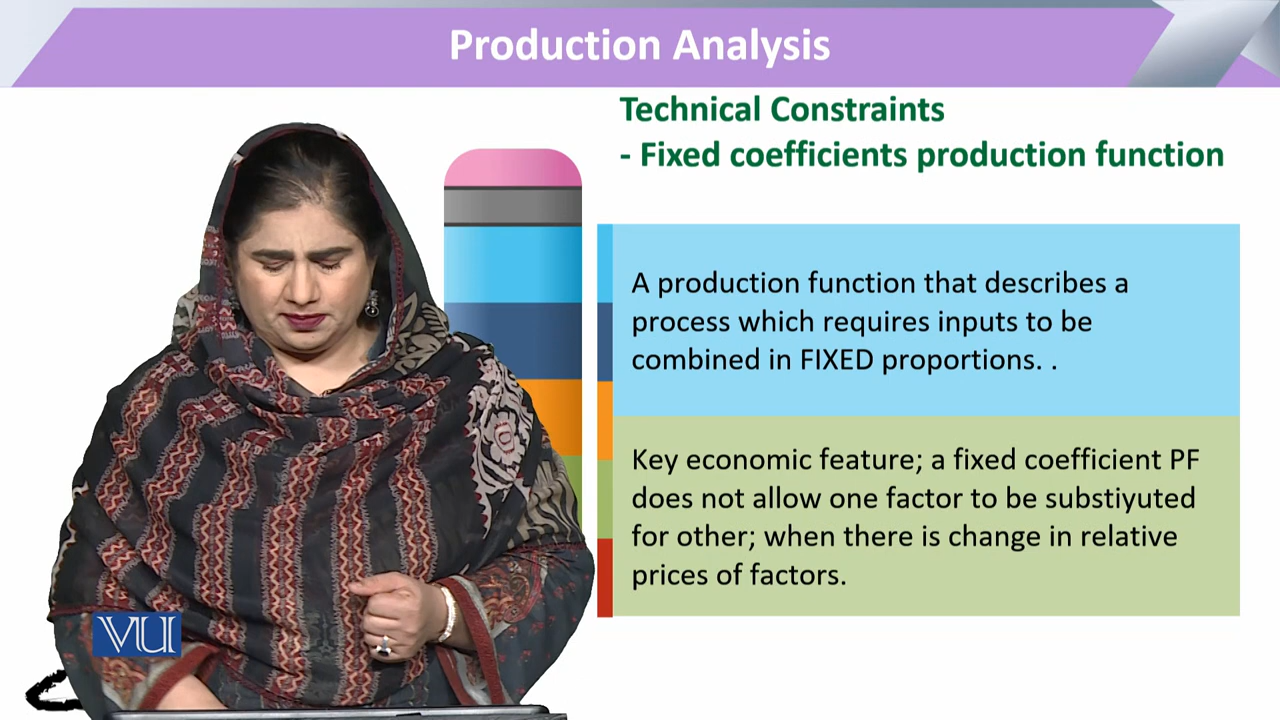 Production Analysis
Technical Constraints
- Fixed coefficients production function
A production function that describes a
process which requires inputs to be
combined in FIXED proportions. .
Key economic feature; a fixed coefficient PF
does not allow one factor to be substiyuted
for other; when there is change in relative
prices of factors.
VU